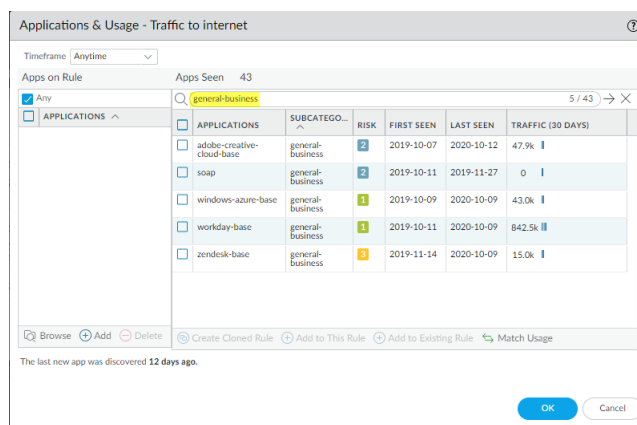 Applications & Usage - Traffic to internet
Timeframe Anytime
Apps on Rule
Apps Seen 43
Any
APPLICATIONS
general-business 5 / 43
APPLICATIONS SUBCATEGO... RISK FIRST SEEN LAST SEEN TRAFFIC (30 DAYS)
adobe-creative-cloud-base general-business 2 2019-10-07 2020-10-12 47.9k
soap general-business 2 2019-10-11 2019-11-27 0
windows-azure-base general-business 1 2019-10-09 2020-10-09 43.0k
workday-base general-business 1 2019-10-11 2020-10-09 842.5k
zendesk-base general-business 3 2019-11-14 2020-10-09 15.0k
Browse Add Delete
Create Cloned Rule Add to This Rule Add to Existing Rule Match Usage
The last new app was discovered 12 days ago.
OK Cancel